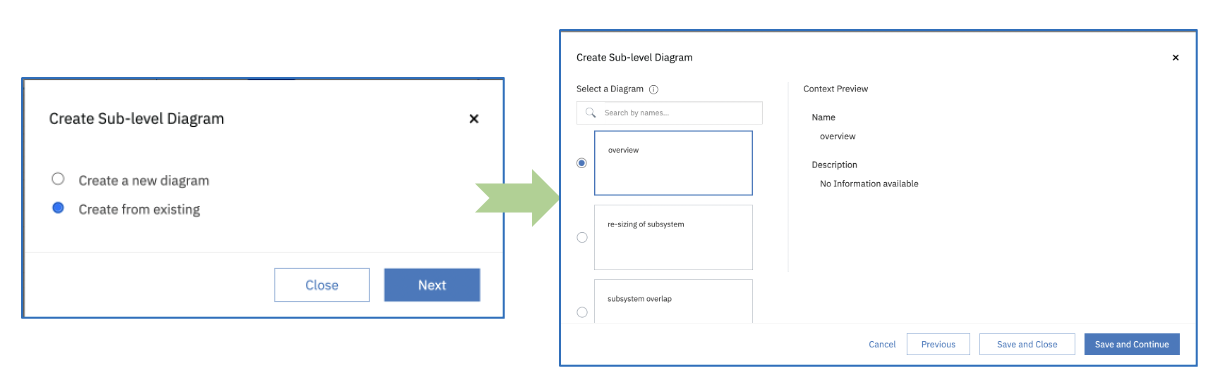 Create Sub-level Diagram
Create a new diagram
Create from existing
Close
Next
Create Sub-level Diagram
Select a Diagram
Search by names...
overview
re-sizing of subsystem
subsystem overlap
Context Preview
Name
overview
Description
No Information available
Cancel
Previous
Save and Close
Save and Continue